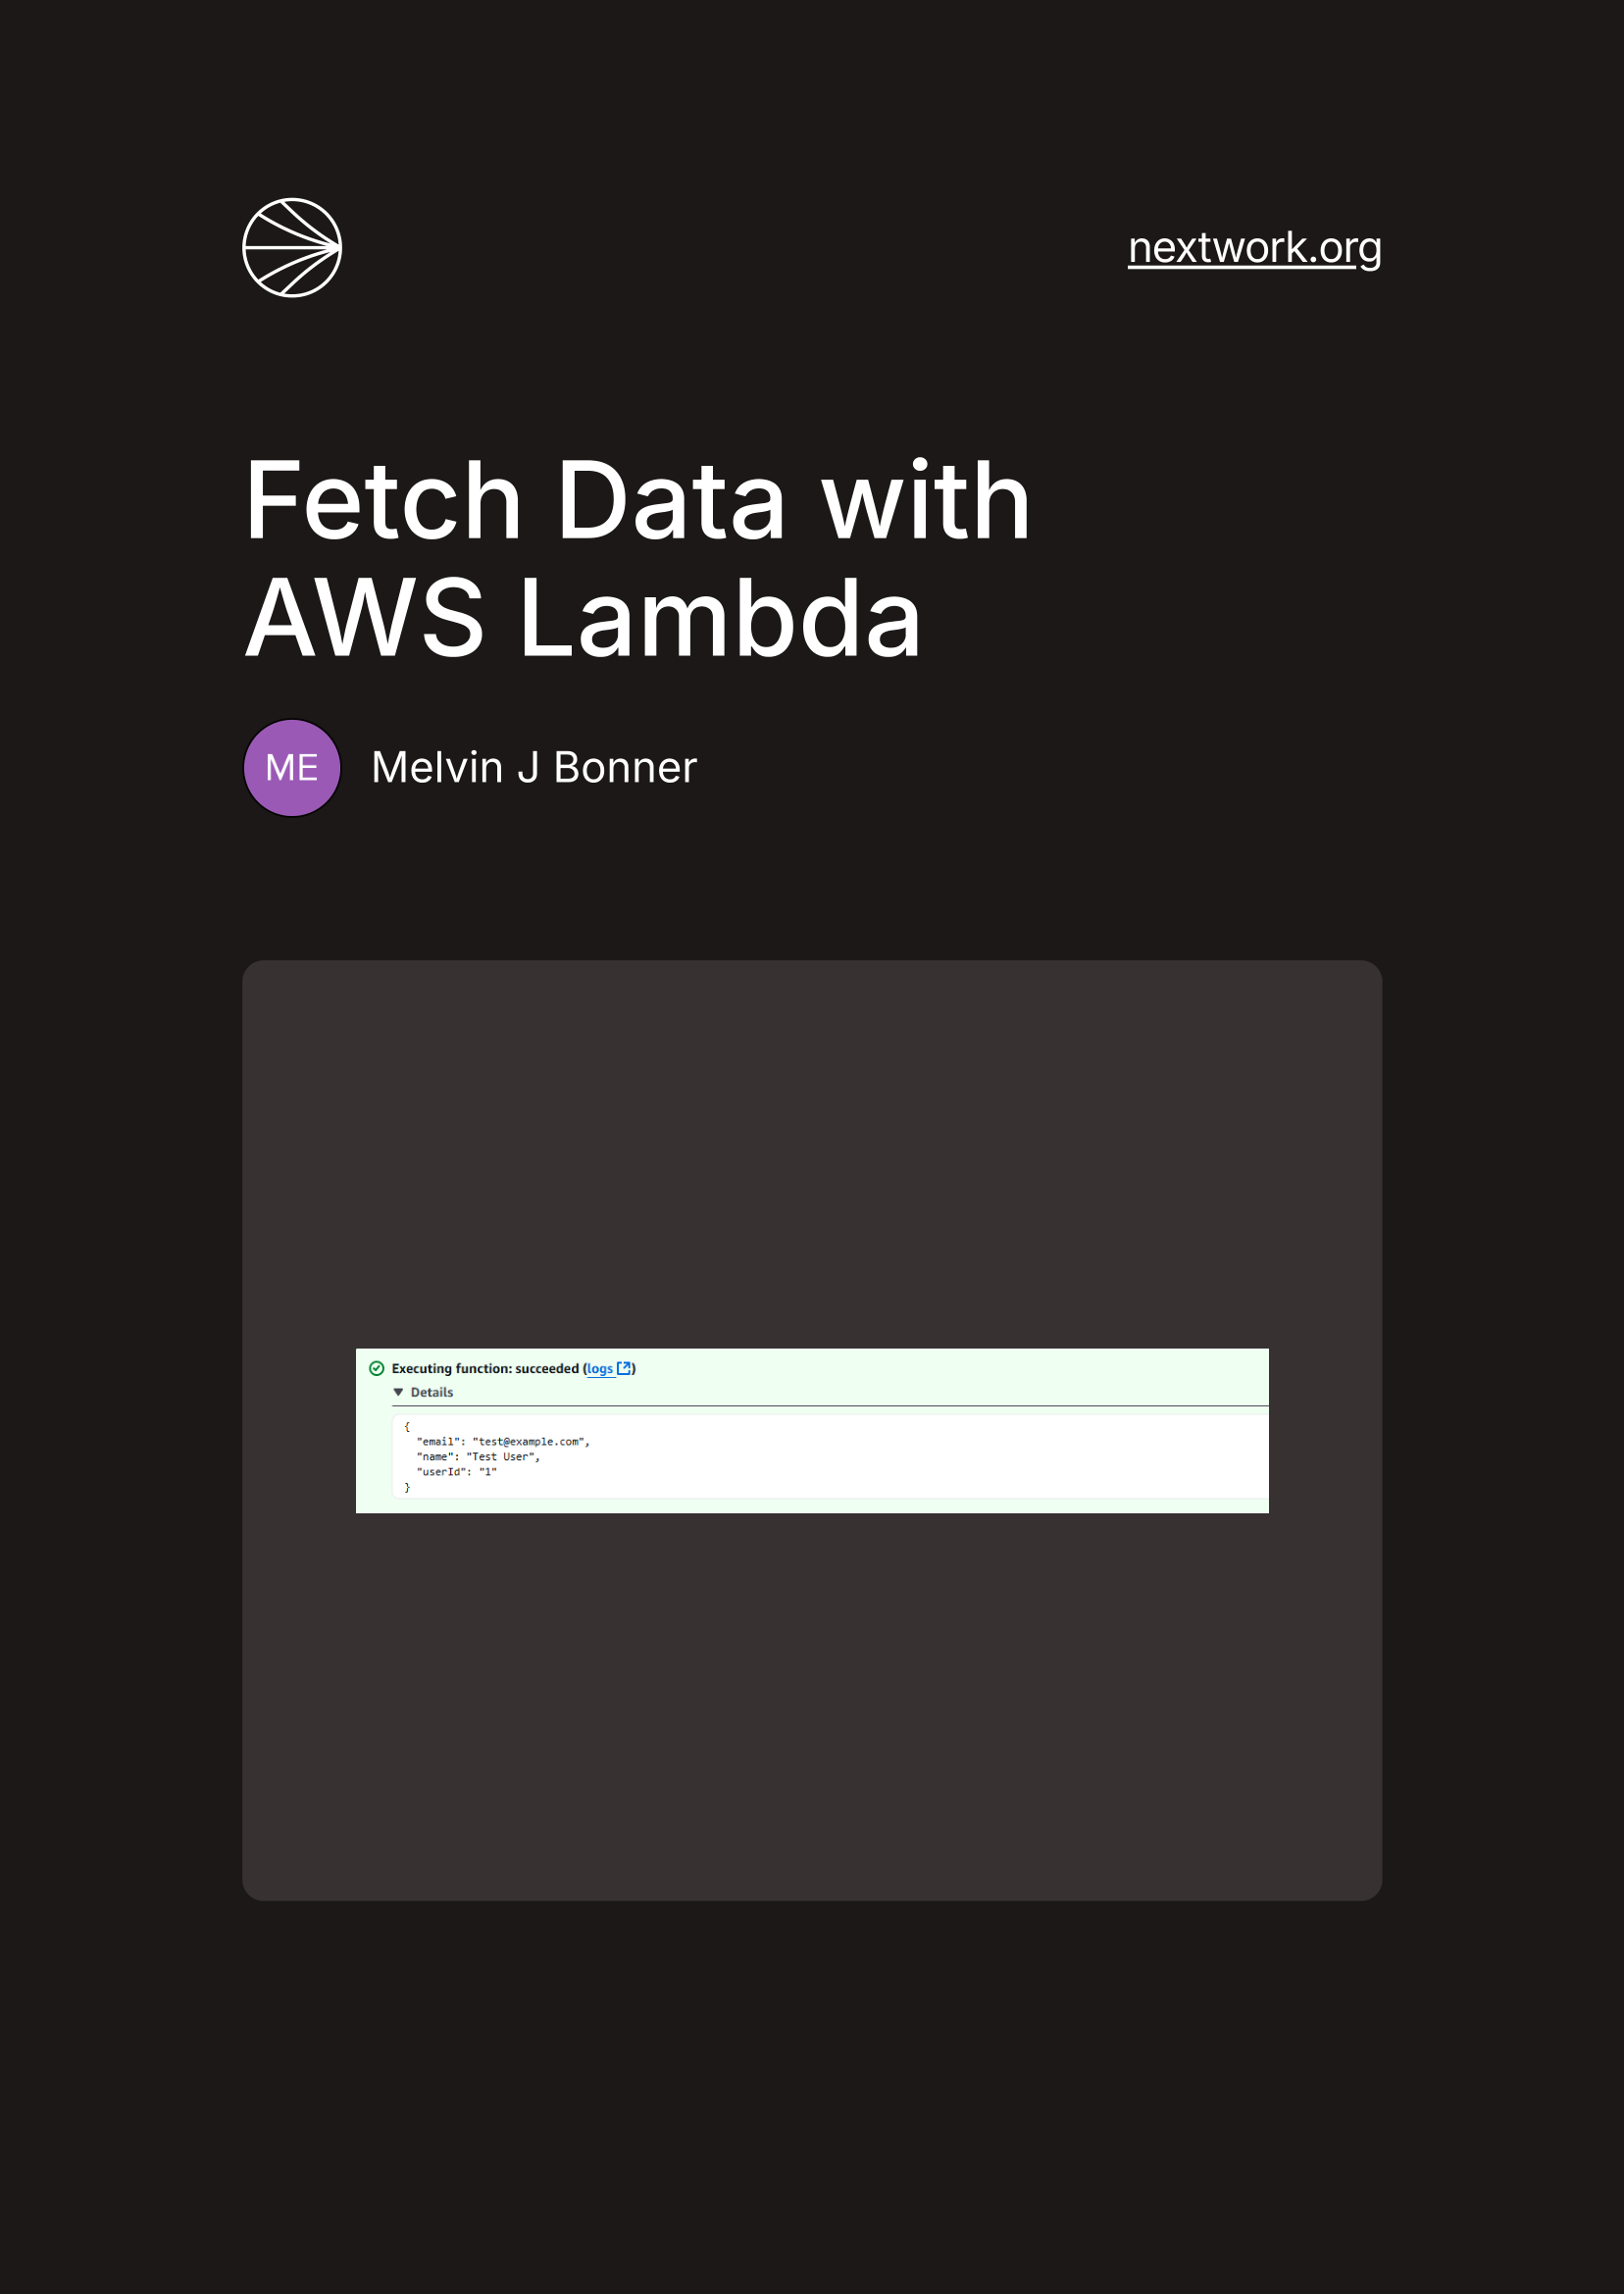 nextwork.org
Fetch Data with
AWS Lambda
ME
Melvin J Bonner
Executing function: succeeded (logs)
Details
{
"email": "test@example.com",
"name": "Test User",
"userId": "1"
}